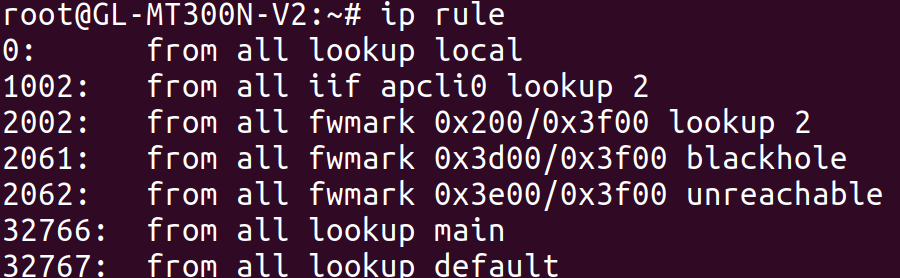 root@GL-MT300N-V2:~# ip rule
0:      from all lookup local
1002:   from all iif apcli0 lookup 2
2002:   from all fwmark 0x200/0x3f00 lookup 2
2061:   from all fwmark 0x3d00/0x3f00 blackhole
2062:   from all fwmark 0x3e00/0x3f00 unreachable
32766:  from all lookup main
32767:  from all lookup default